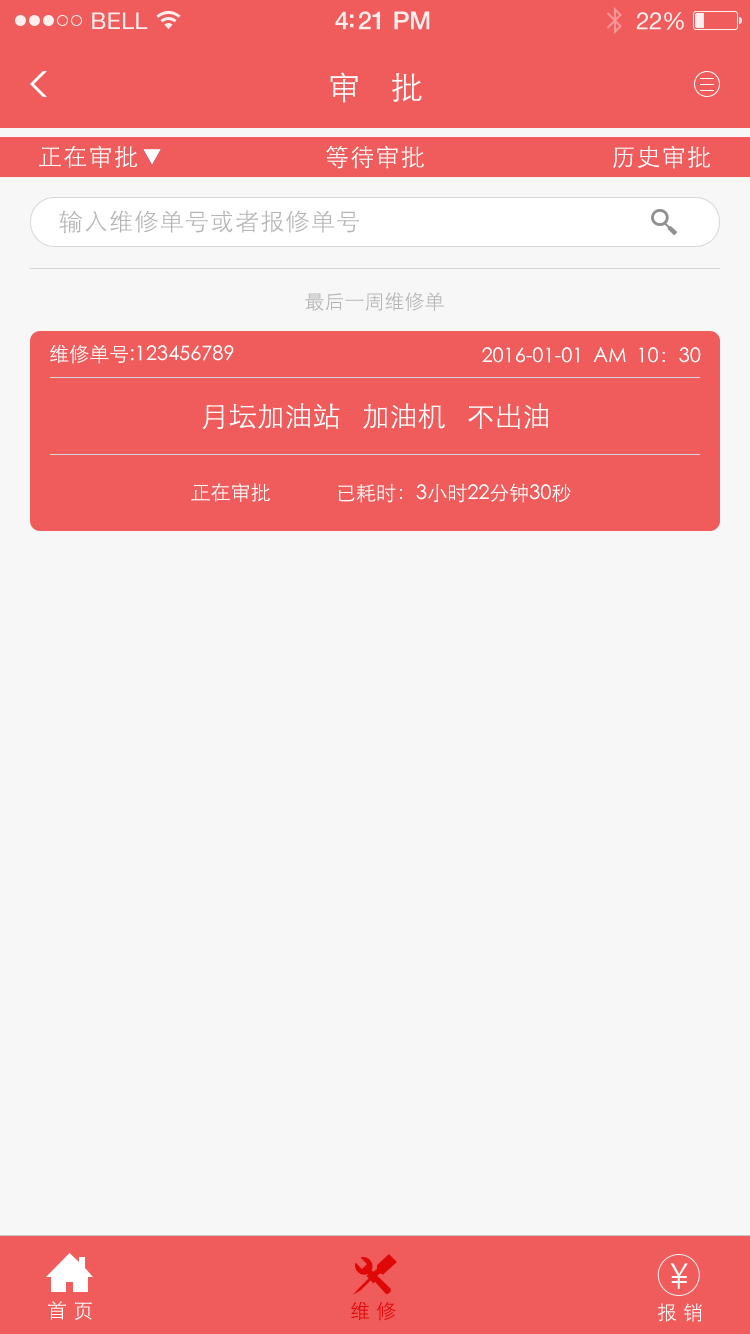 BELL 4:21 PM 22%
审 批
正在审批▼ 等待审批 历史审批
输入维修单号或者报修单号
最后一周维修单
维修单号:123456789 2016-01-01 AM 10：30
月坛加油站 加油机 不出油
正在审批 已耗时：3小时22分钟30秒
首页 维修 ¥ 报销